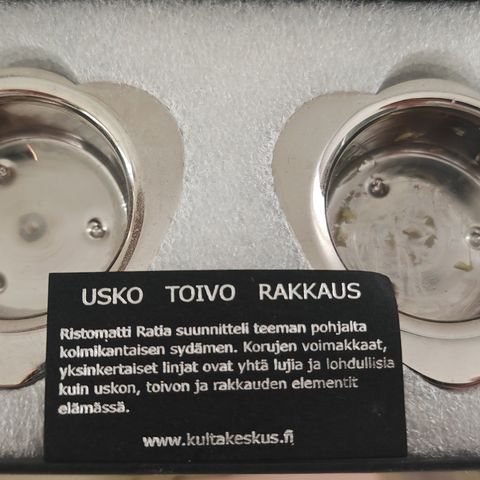 USKO TOIVO RAKKAUS
Ristomatti Ratia suunnitteli teeman pohjalta
kolmikantaisen sydämen. Korujen voimakkaat,
yksinkertaiset linjat ovat yhtä lujia ja lohdullisia
kuin uskon, toivon ja rakkauden elementit
elämässä.
www.kultakeskus.fi